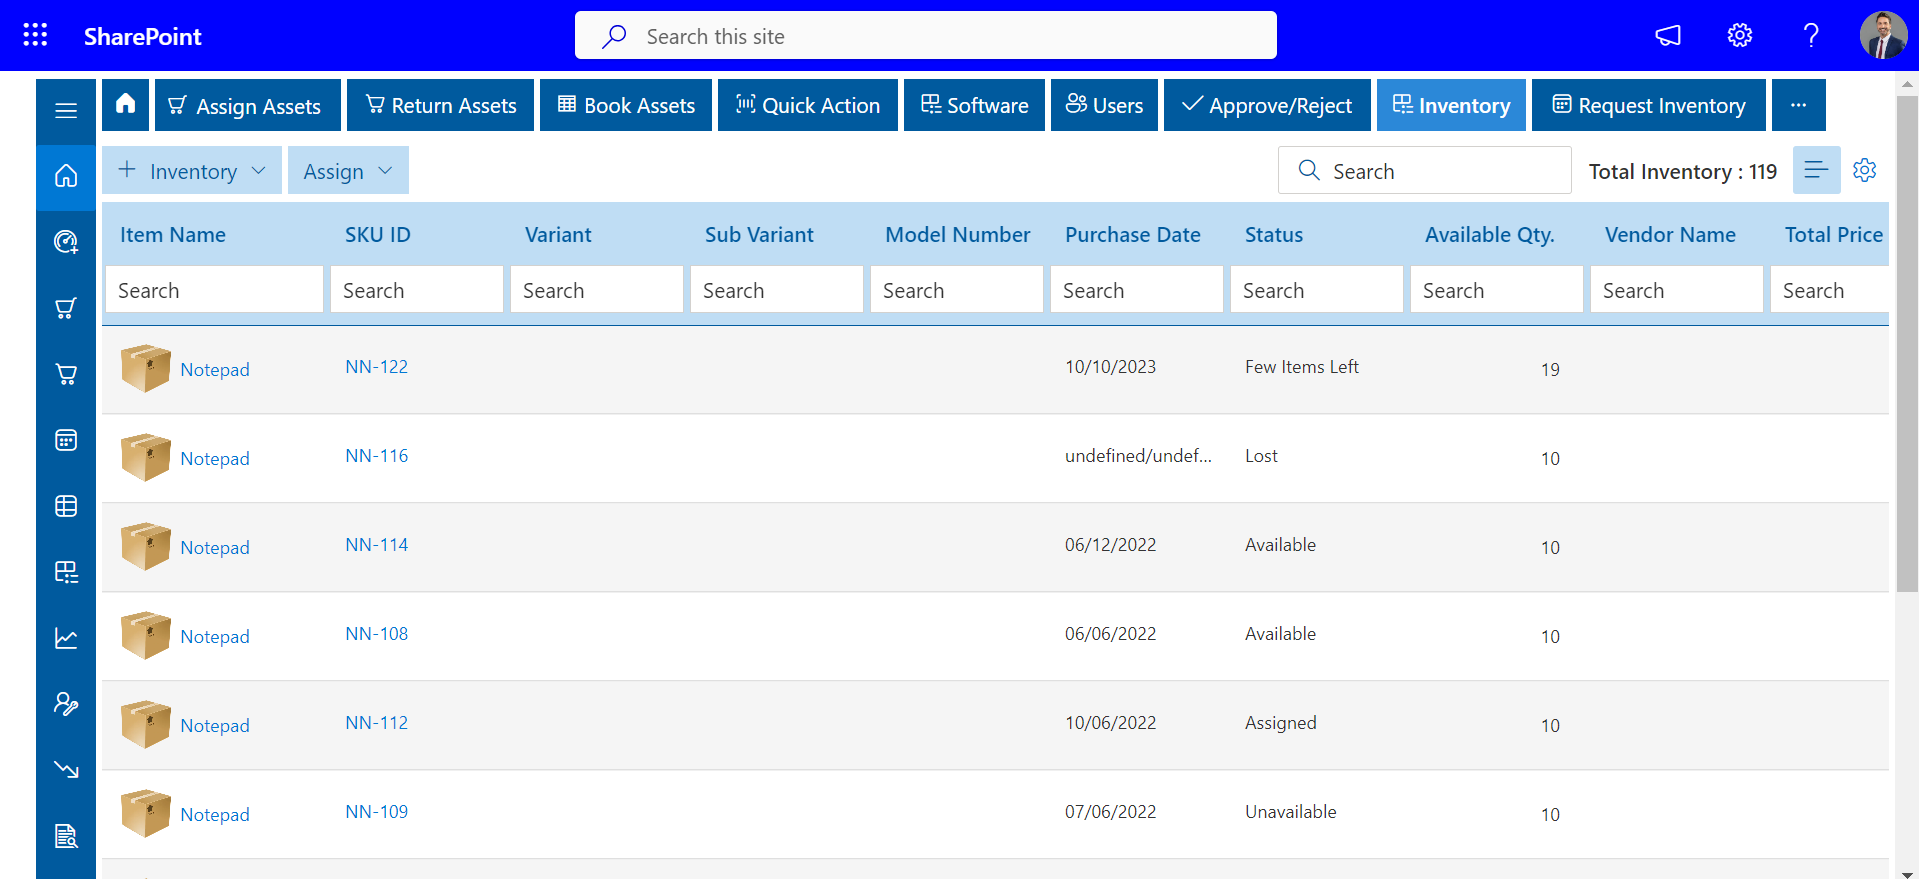 SharePoint
Search this site
Assign Assets Return Assets Book Assets Quick Action Software Users Approve/Reject Inventory Request Inventory ...
Inventory Assign Search Total Inventory : 119
Item Name SKU ID Variant Sub Variant Model Number Purchase Date Status Available Qty. Vendor Name Total Price
Search Search Search Search Search Search Search Search Search Search
Notepad NN-122 10/10/2023 Few Items Left 19
Notepad NN-116 undefined/undef... Lost 10
Notepad NN-114 06/12/2022 Available 10
Notepad NN-108 06/06/2022 Available 10
Notepad NN-112 10/06/2022 Assigned 10
Notepad NN-109 07/06/2022 Unavailable 10